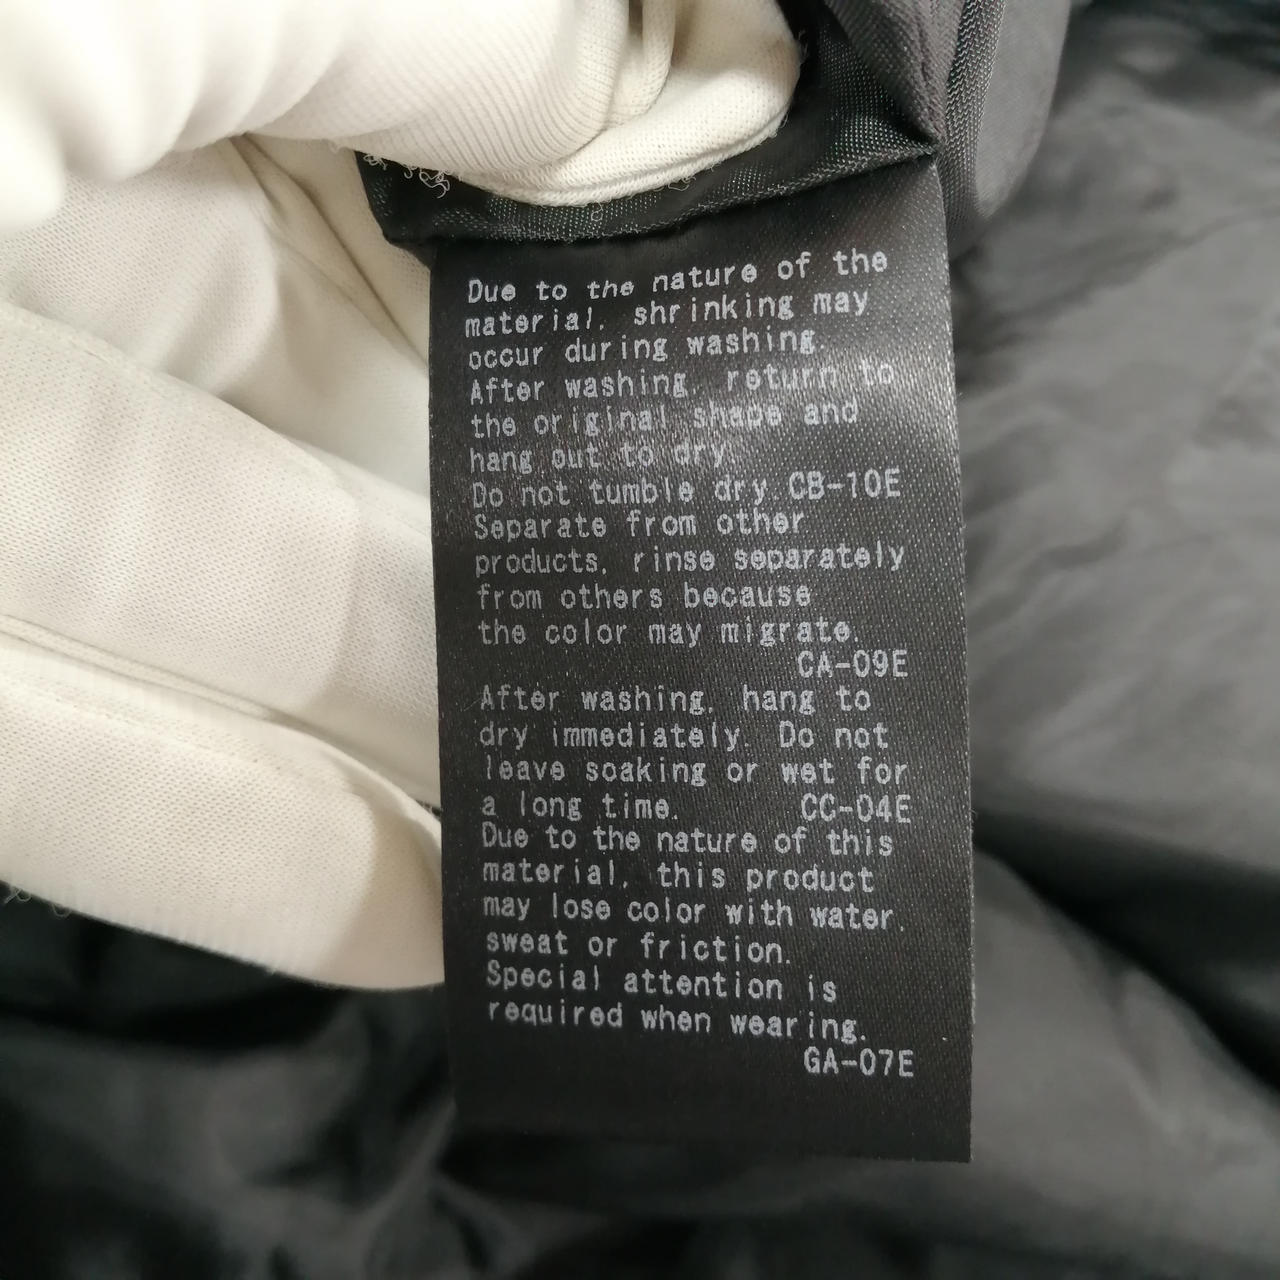 Due to the nature of the
material, shrinking may
occur during washing.
After washing, return to
the original shape and
hang out to dry.
Do not tumble dry.CB-10E
Separate from other
products, rinse separately
from others because
the color may migrate.
CA-09E
After washing, hang to
dry immediately. Do not
leave soaking or wet for
a long time. CC-04E
Due to the nature of this
material, this product
may lose color with water,
sweat or friction.
Special attention is
required when wearing.
GA-07E